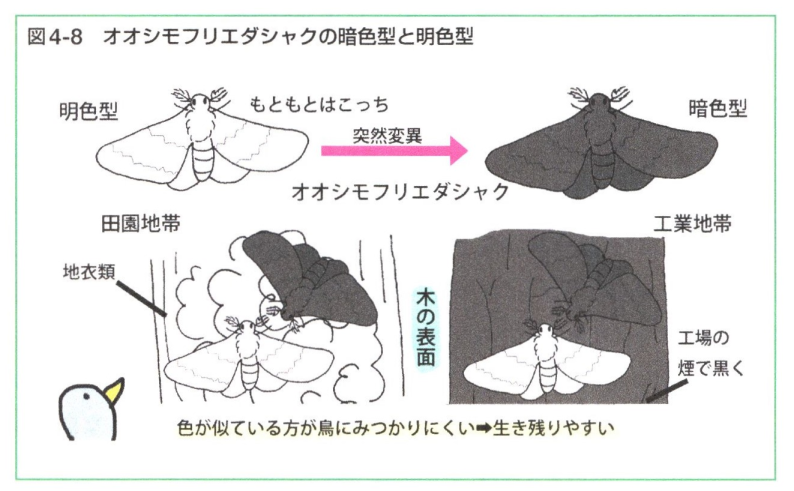 図4-8 オオシモフリエダシャクの暗色型と明色型
明色型
もともとはこっち
突然変異
暗色型
オオシモフリエダシャク
田園地帯
工業地帯
地衣類
木の表面
工場の
煙で黒く
色が似ている方が鳥にみつかりにくい➡生き残りやすい